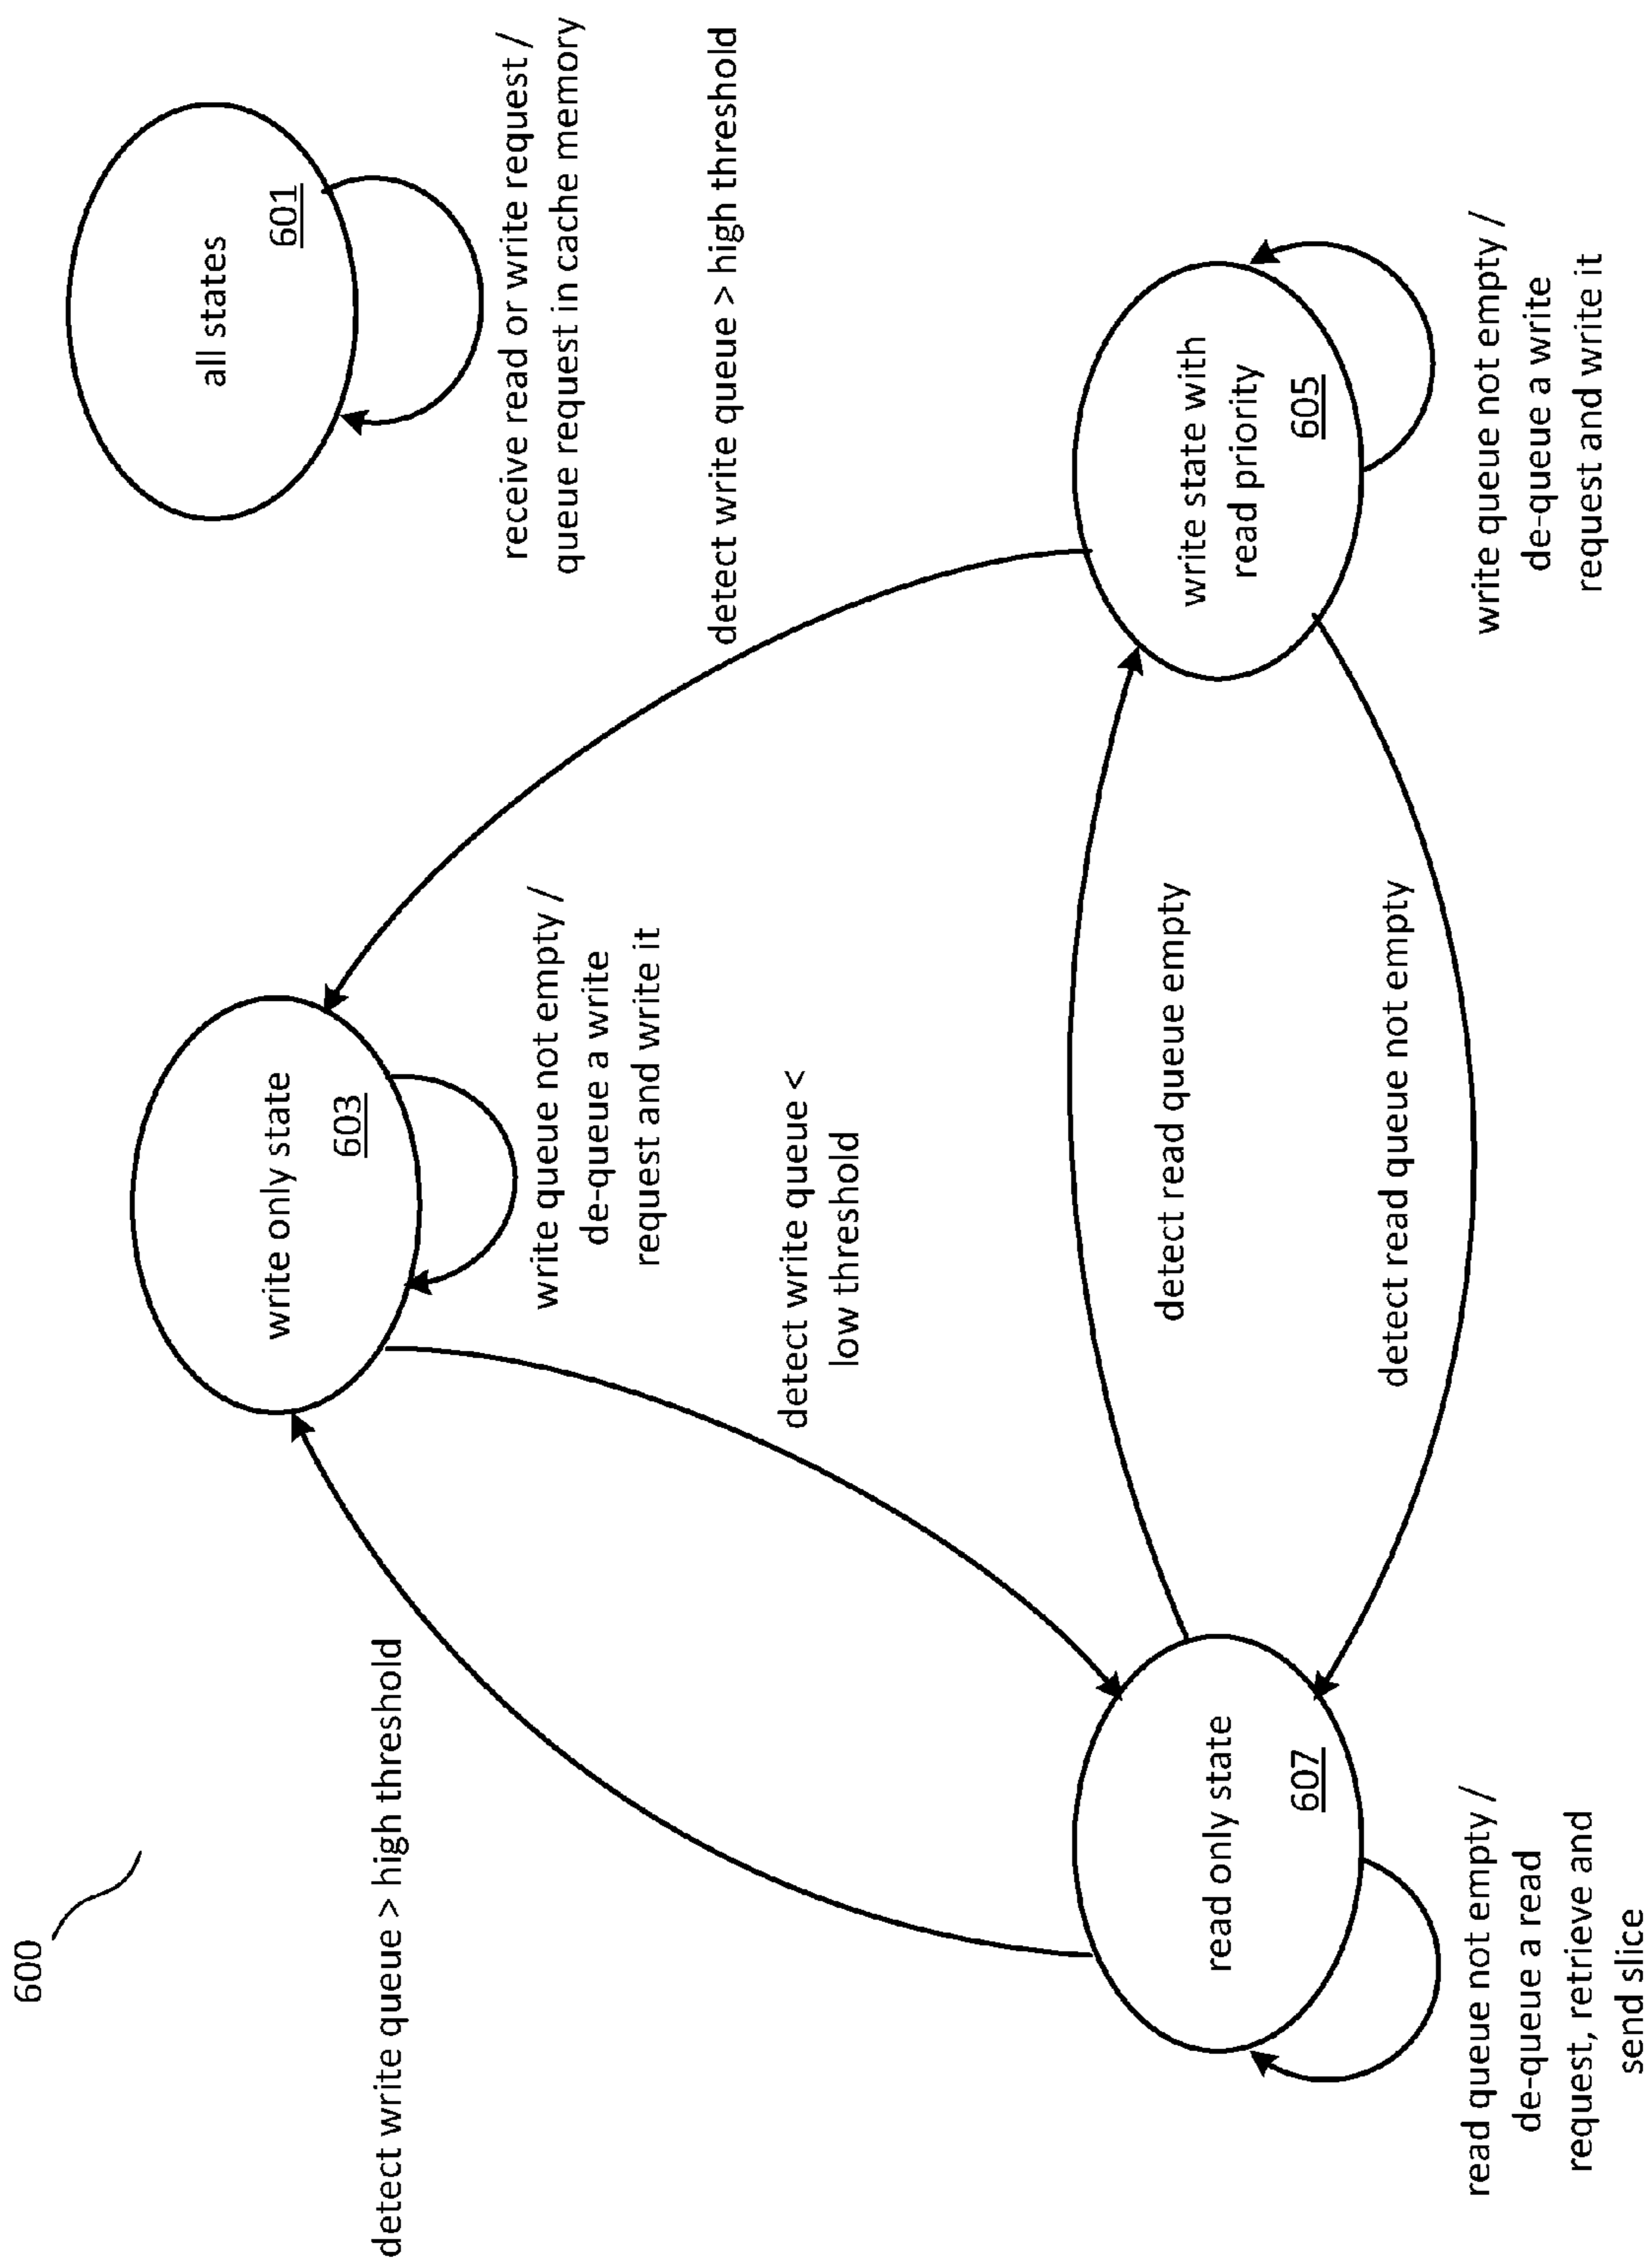 600
all states
601
receive read or write request /
queue request in cache memory
write only state
603
write queue not empty /
de-queue a write
request and write it
detect write queue > high threshold
detect write queue > high threshold
detect write queue <
low threshold
read only state
607
read queue not empty /
de-queue a read
request, retrieve and
send slice
detect read queue empty
detect read queue not empty
write state with
read priority
605
write queue not empty /
de-queue a write
request and write it